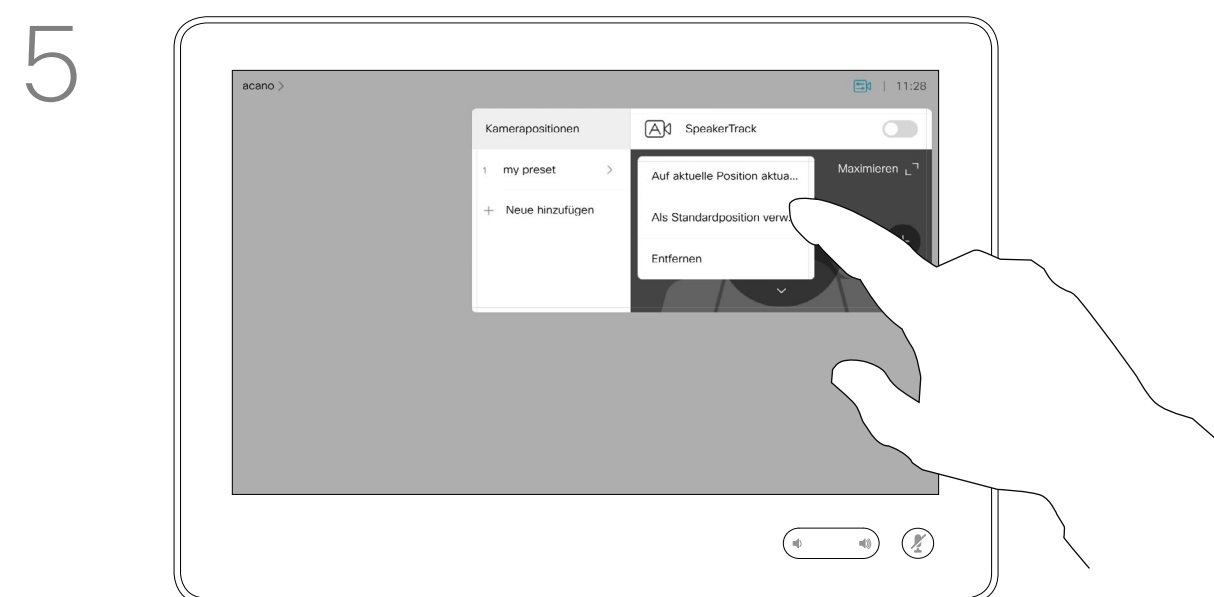 5
acano >
11:28
Kamerapositionen
SpeakerTrack
1 my preset >
Maximieren
Auf aktuelle Position aktua...
+ Neue hinzufügen
Als Standardposition verw...
Entfernen